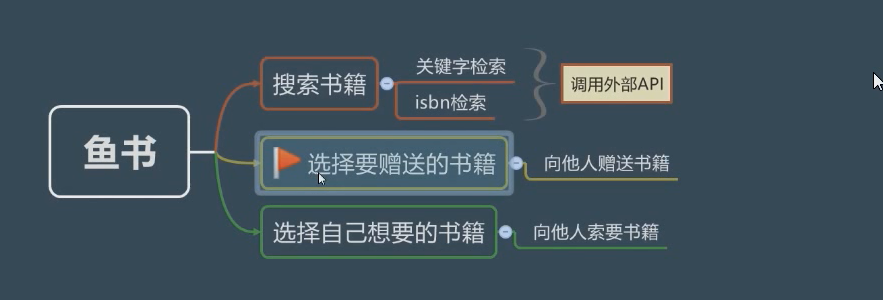 鱼书
搜索书籍
关键字检索
isbn检索
调用外部API
选择要赠送的书籍
向他人赠送书籍
选择自己想要的书籍
向他人索要书籍